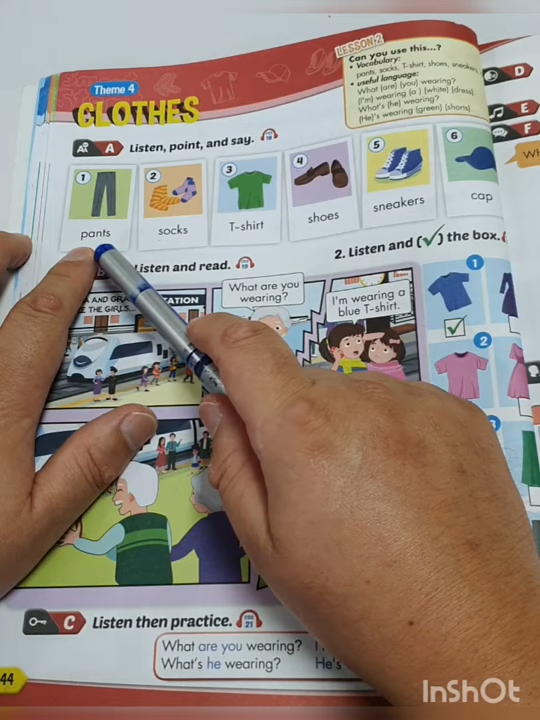 LESSON 2
Can you use this...?
• Vocabulary:
pants, socks, T-shirt, shoes, sneakers,
• useful language:
What (are) (you) wearing?
(I'm) wearing (a) (white) (dress).
(What's (he) wearing?
(He)'s wearing (green) (shorts).
Theme 4
CLOTHES
A Listen, point, and say.
1
pants
2
socks
3
T-shirt
4
shoes
5
sneakers
6
cap
D
E
F
Listen and read.
2. Listen and (✓) the box.
What are you
wearing?
I'm wearing a
blue T-shirt.
1
2
C Listen then practice.
21
What are you wearing?
What's he wearing?
He's
44
InShOt